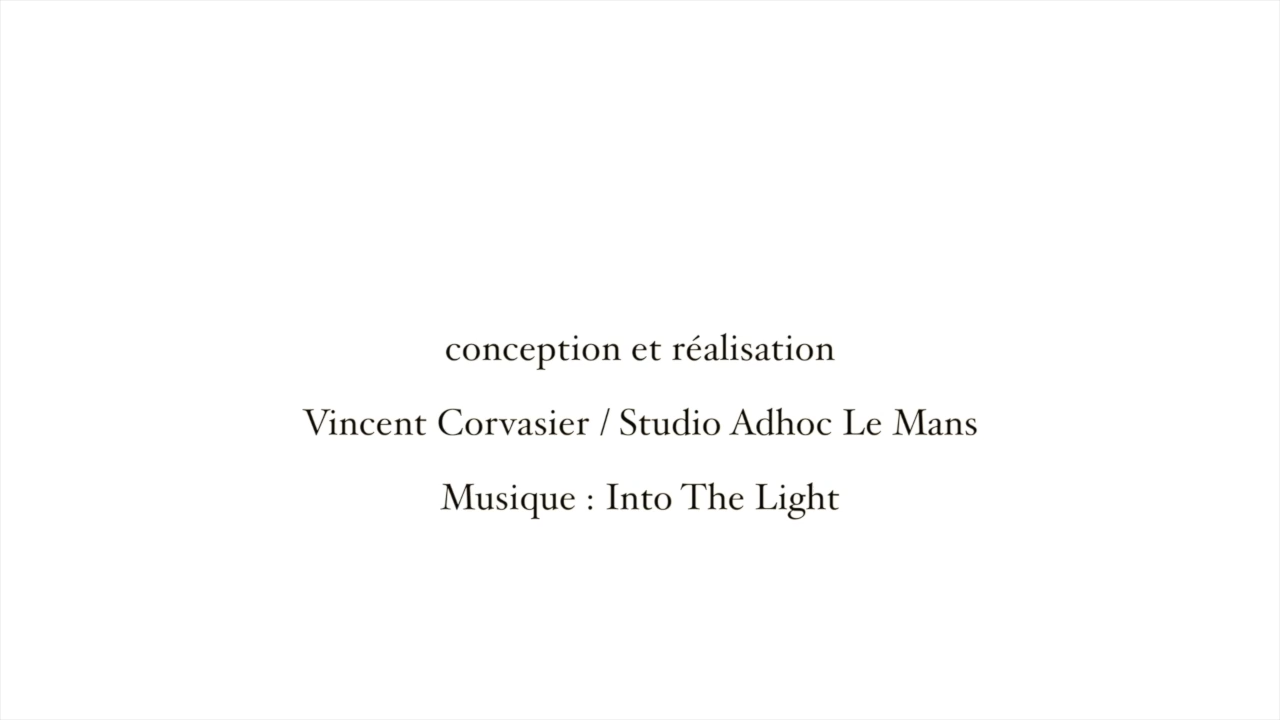 conception et réalisation
Vincent Corvasier / Studio Adhoc Le Mans
Musique : Into The Light